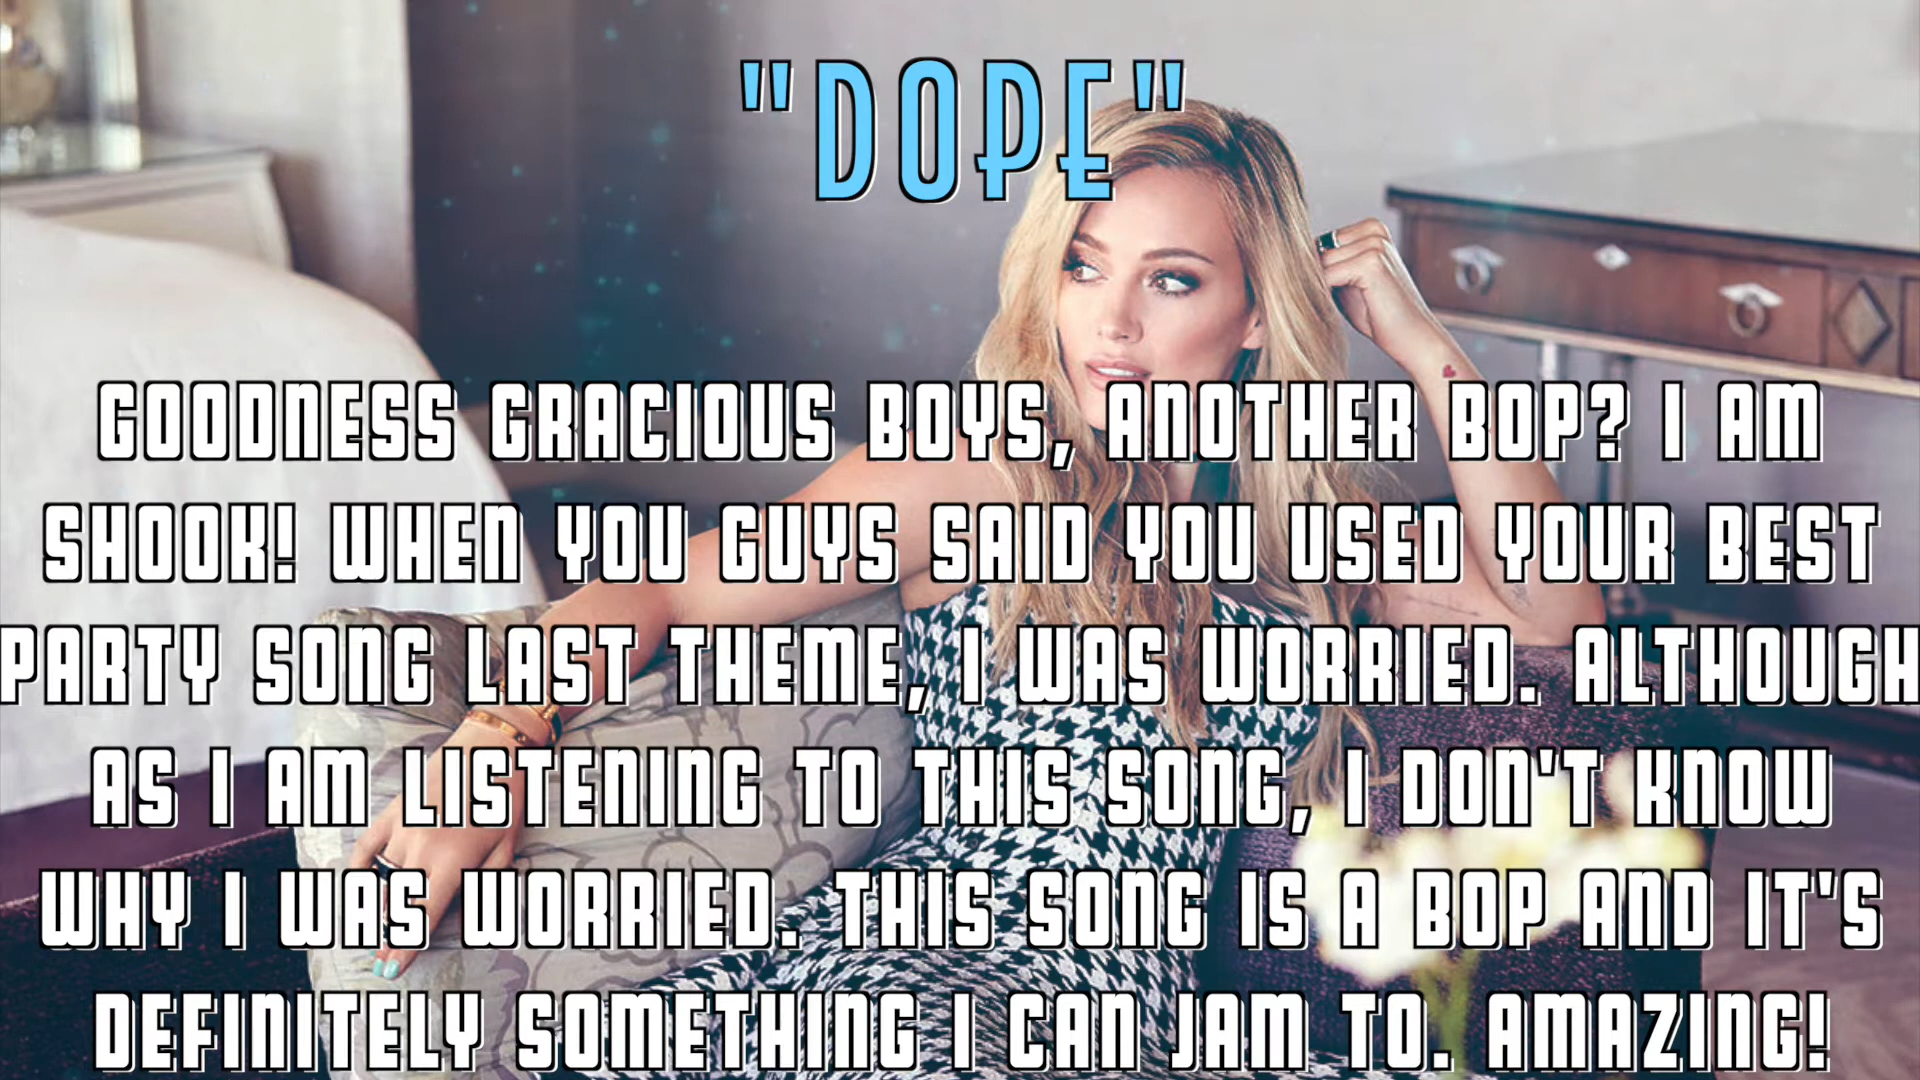 "DOPE"
GOODNESS GRACIOUS BOYS, ANOTHER BOP? I AM
SHOOK! WHEN YOU GUYS SAID YOU USED YOUR BEST
PARTY SONG LAST THEME, I WAS WORRIED. ALTHOUGH
AS I AM LISTENING TO THIS SONG, I DON'T KNOW
WHY I WAS WORRIED. THIS SONG IS A BOP AND IT'S
DEFINITELY SOMETHING I CAN JAM TO. AMAZING!